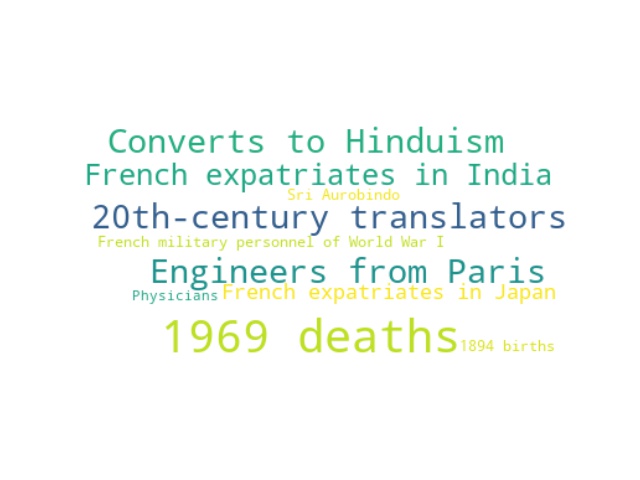 Converts to Hinduism
French expatriates in India
Sri Aurobindo
20th-century translators
French military personnel of World War I
Engineers from Paris
Physicians
French expatriates in Japan
1969 deaths
1894 births